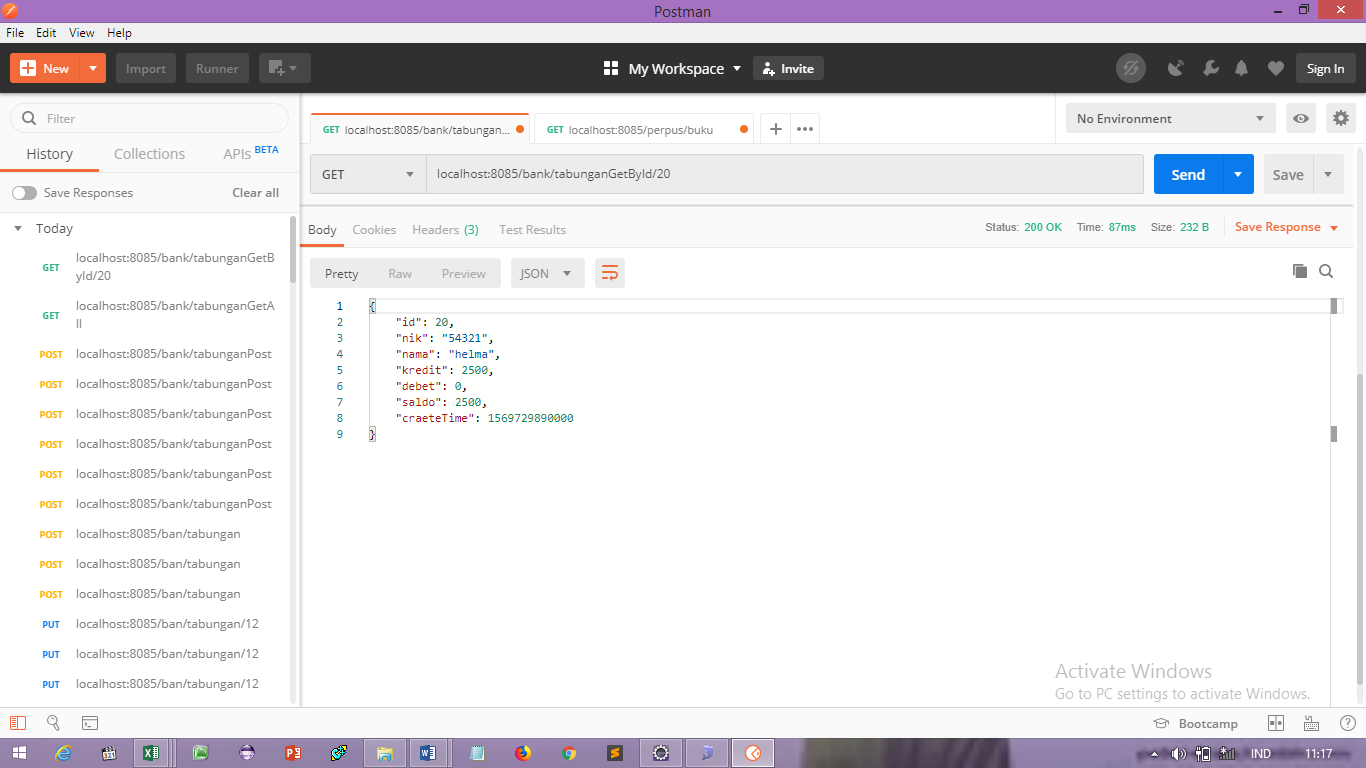 Postman
File Edit View Help
New Import Runner My Workspace Invite Sign In
Filter
History Collections APIs BETA
Save Responses Clear all
Today
GET localhost:8085/bank/tabunganGetB
yId/20
GET localhost:8085/bank/tabunganGetA
ll
POST localhost:8085/bank/tabunganPost
POST localhost:8085/bank/tabunganPost
POST localhost:8085/bank/tabunganPost
POST localhost:8085/bank/tabunganPost
POST localhost:8085/bank/tabunganPost
POST localhost:8085/bank/tabunganPost
POST localhost:8085/ban/tabungan
POST localhost:8085/ban/tabungan
POST localhost:8085/ban/tabungan
PUT localhost:8085/ban/tabungan/12
PUT localhost:8085/ban/tabungan/12
PUT localhost:8085/ban/tabungan/12
GET localhost:8085/bank/tabungan... GET localhost:8085/perpus/buku
No Environment
GET localhost:8085/bank/tabunganGetById/20 Send Save
Body Cookies Headers (3) Test Results Status: 200 OK Time: 87ms Size: 232 B Save Response
Pretty Raw Preview JSON
1 {
2 "id": 20,
3 "nik": "54321",
4 "nama": "helma",
5 "kredit": 2500,
6 "debet": 0,
7 "saldo": 2500,
8 "craeteTime": 1569729890000
9 }
Activate Windows
Go to PC settings to activate Windows.
Bootcamp
IND 11:17